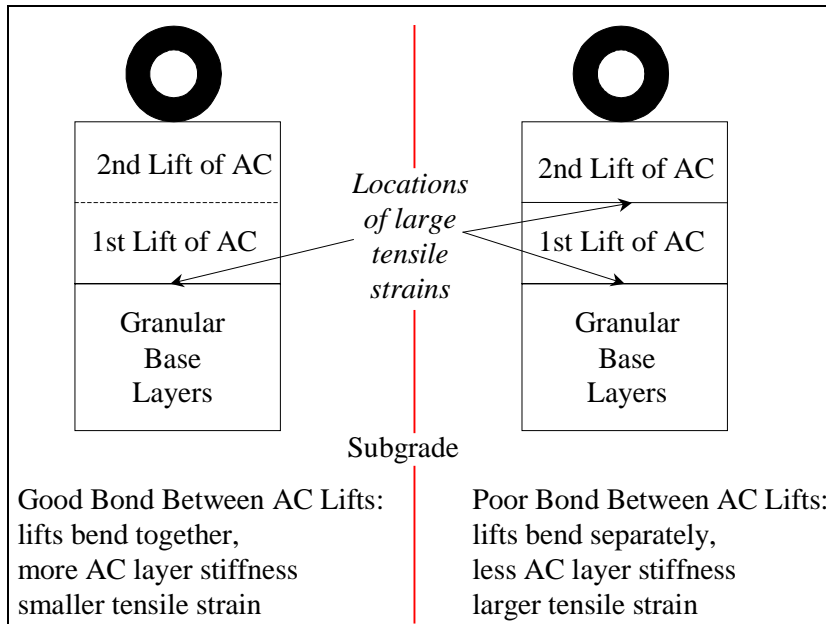 2nd Lift of AC
1st Lift of AC
Granular
Base
Layers
Locations
of large
tensile
strains
2nd Lift of AC
1st Lift of AC
Granular
Base
Layers
Subgrade
Good Bond Between AC Lifts:
lifts bend together,
more AC layer stiffness
smaller tensile strain
Poor Bond Between AC Lifts:
lifts bend separately,
less AC layer stiffness
larger tensile strain